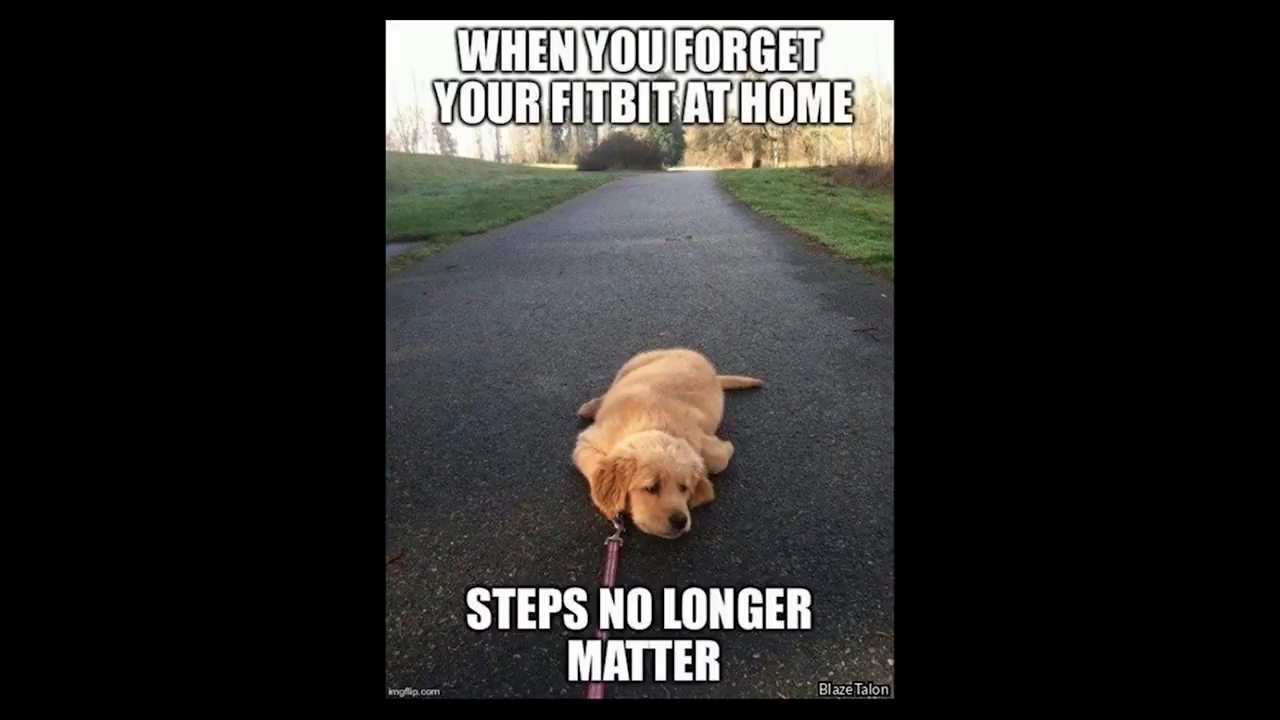 WHEN YOU FORGET
YOUR FITBIT AT HOME
STEPS NO LONGER
MATTER
imgflip.com
BlazeTalon